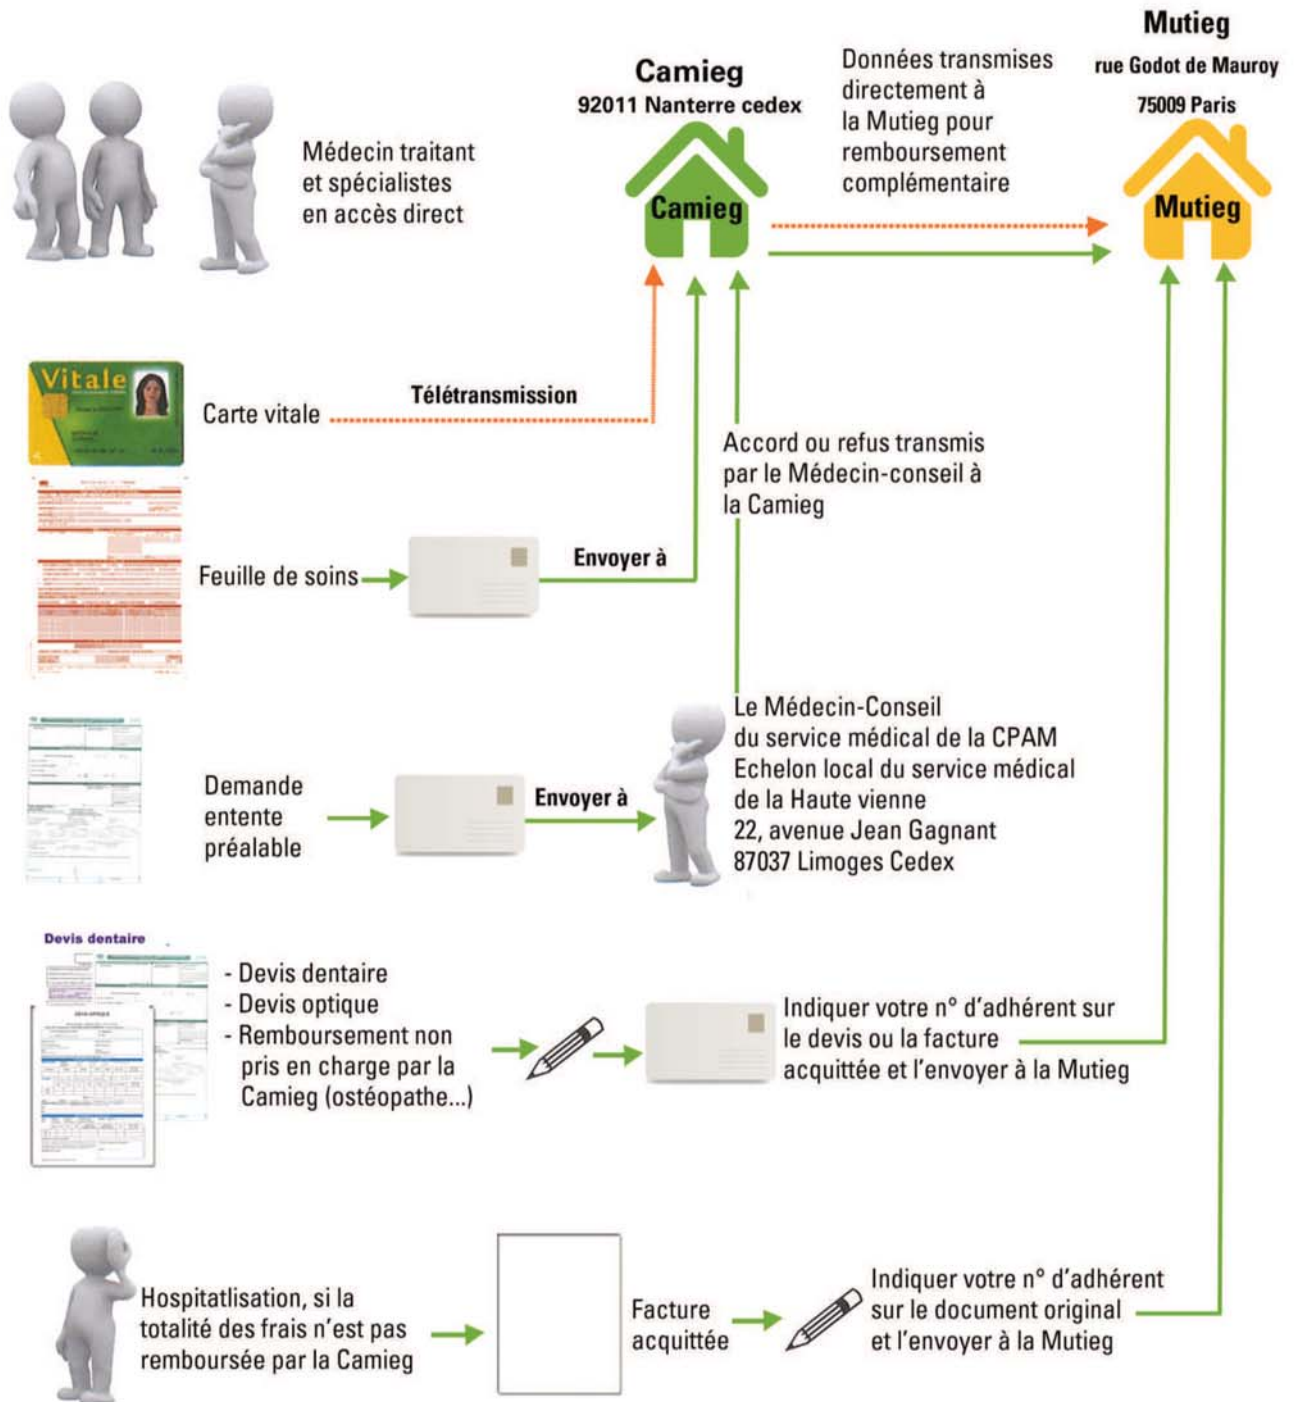 Mutieg
rue Godot de Mauroy
75009 Paris
Camieg
92011 Nanterre cedex
Données transmises
directement à
la Mutieg pour
remboursement
complémentaire
Médecin traitant
et spécialistes
en accès direct
Camieg
Mutieg
Vitale
Carte vitale
Télétransmission
Accord ou refus transmis
par le Médecin-conseil à
la Camieg
Feuille de soins
Envoyer à
Demande
entente
préalable
Envoyer à
Le Médecin-Conseil
du service médical de la CPAM
Echelon local du service médical
de la Haute vienne
22, avenue Jean Gagnant
87037 Limoges Cedex
Devis dentaire
- Devis dentaire
- Devis optique
- Remboursement non
pris en charge par la
Camieg (ostéopathe...)
Indiquer votre n° d'adhérent sur
le devis ou la facture
acquittée et l'envoyer à la Mutieg
Hospitatlisation, si la
totalité des frais n'est pas
remboursée par la Camieg
Facture
acquittée
Indiquer votre n° d'adhérent
sur le document original
et l'envoyer à la Mutieg